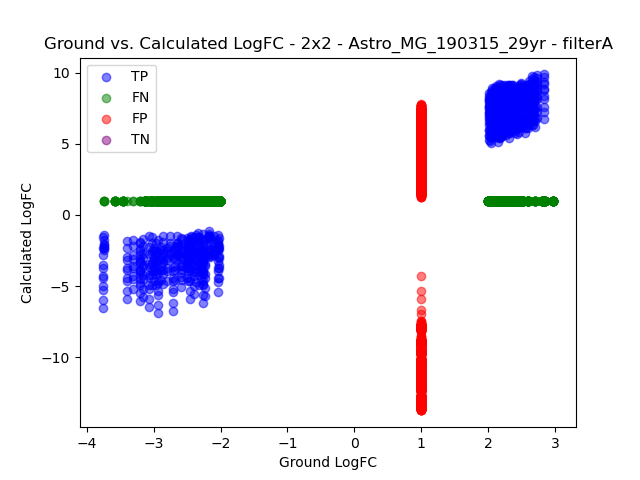 Ground vs. Calculated LogFC - 2x2 - Astro_MG_190315_29yr - filterA
TP
FN
FP
TN
10
5
0
−5
−10
Calculated LogFC
−4
−3
−2
−1
0
1
2
3
Ground LogFC